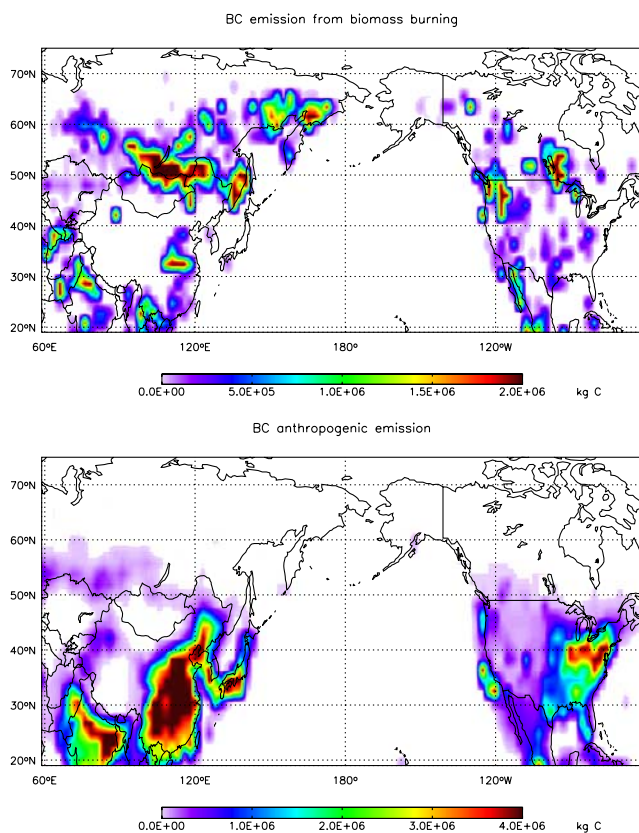 BC emission from biomass burning
70°N
60°N
50°N
40°N
30°N
20°N
60°E 120°E 180° 120°W
0.0E+00 5.0E+05 1.0E+06 1.5E+06 2.0E+06 kg C
BC anthropogenic emission
70°N
60°N
50°N
40°N
30°N
20°N
60°E 120°E 180° 120°W
0.0E+00 1.0E+06 2.0E+06 3.0E+06 4.0E+06 kg C